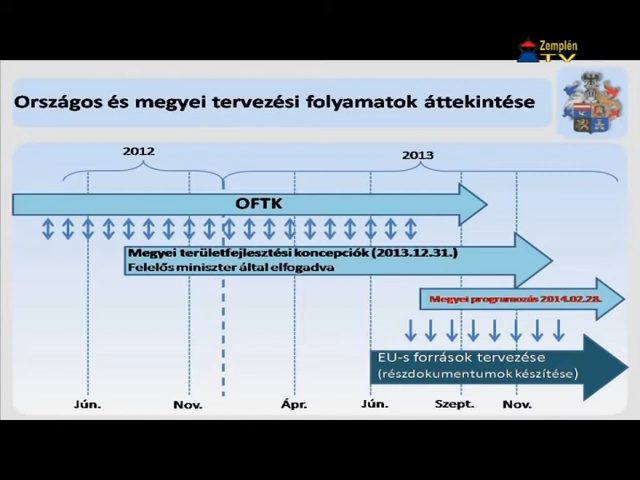 Zemplén
TV
Országos és megyei tervezési folyamatok áttekintése
2012
2013
OFTK
Megyei területfejlesztési koncepciók (2013.12.31.)
Felelős miniszter által elfogadva
Megyei programozás 2014.02.28.
EU-s források tervezése
(részdokumentumok készítése)
Jún.
Nov.
Ápr.
Jún.
Szept.
Nov.